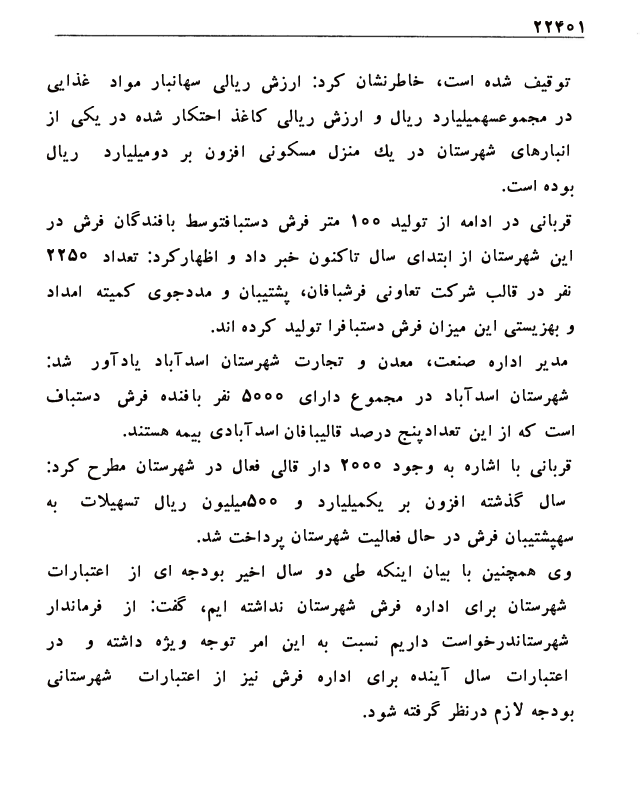 ۲۲۴۰۱
توقیف شده است، خاطرنشان کرد: ارزش ریالی سهانبار مواد غذایی
در مجموعسهمیلیارد ریال و ارزش ریالی کاغذ احتکار شده در یکی از
انبارهای شهرستان در یك منزل مسکونی افزون بر دومیلیارد ریال
بوده است.
قربانی در ادامه از تولید ۱۰۰ متر فرش دستبافتوسط بافندگان فرش در
این شهرستان از ابتدای سال تاکنون خبر داد و اظهارکرد: تعداد ۲۲۵۰
نفر در قالب شرکت تعاونی فرشبافان، پشتیبان و مددجوی کمیته امداد
و بهزیستی این میزان فرش دستبافرا تولید کرده اند.
مدیر اداره صنعت، معدن و تجارت شهرستان اسدآباد یادآور شد:
شهرستان اسدآباد در مجموع دارای ۵۰۰۰ نفر بافنده فرش دستباف
است که از این تعدادپنج درصد قالیبافان اسدآبادی بیمه هستند.
قربانی با اشاره به وجود ۲۰۰۰ دار قالی فعال در شهرستان مطرح کرد:
سال گذشته افزون بر یکمیلیارد و ۵۰۰میلیون ریال تسهیلات به
سهپشتیبان فرش در حال فعالیت شهرستان پرداخت شد.
وی همچنین با بیان اینکه طی دو سال اخیر بودجه ای از اعتبارات
شهرستان برای اداره فرش شهرستان نداشته ایم، گفت: از فرماندار
شهرستاندرخواست داریم نسبت به این امر توجه ویژه داشته و در
اعتبارات سال آینده برای اداره فرش نیز از اعتبارات شهرستانی
بودجه لازم درنظر گرفته شود.